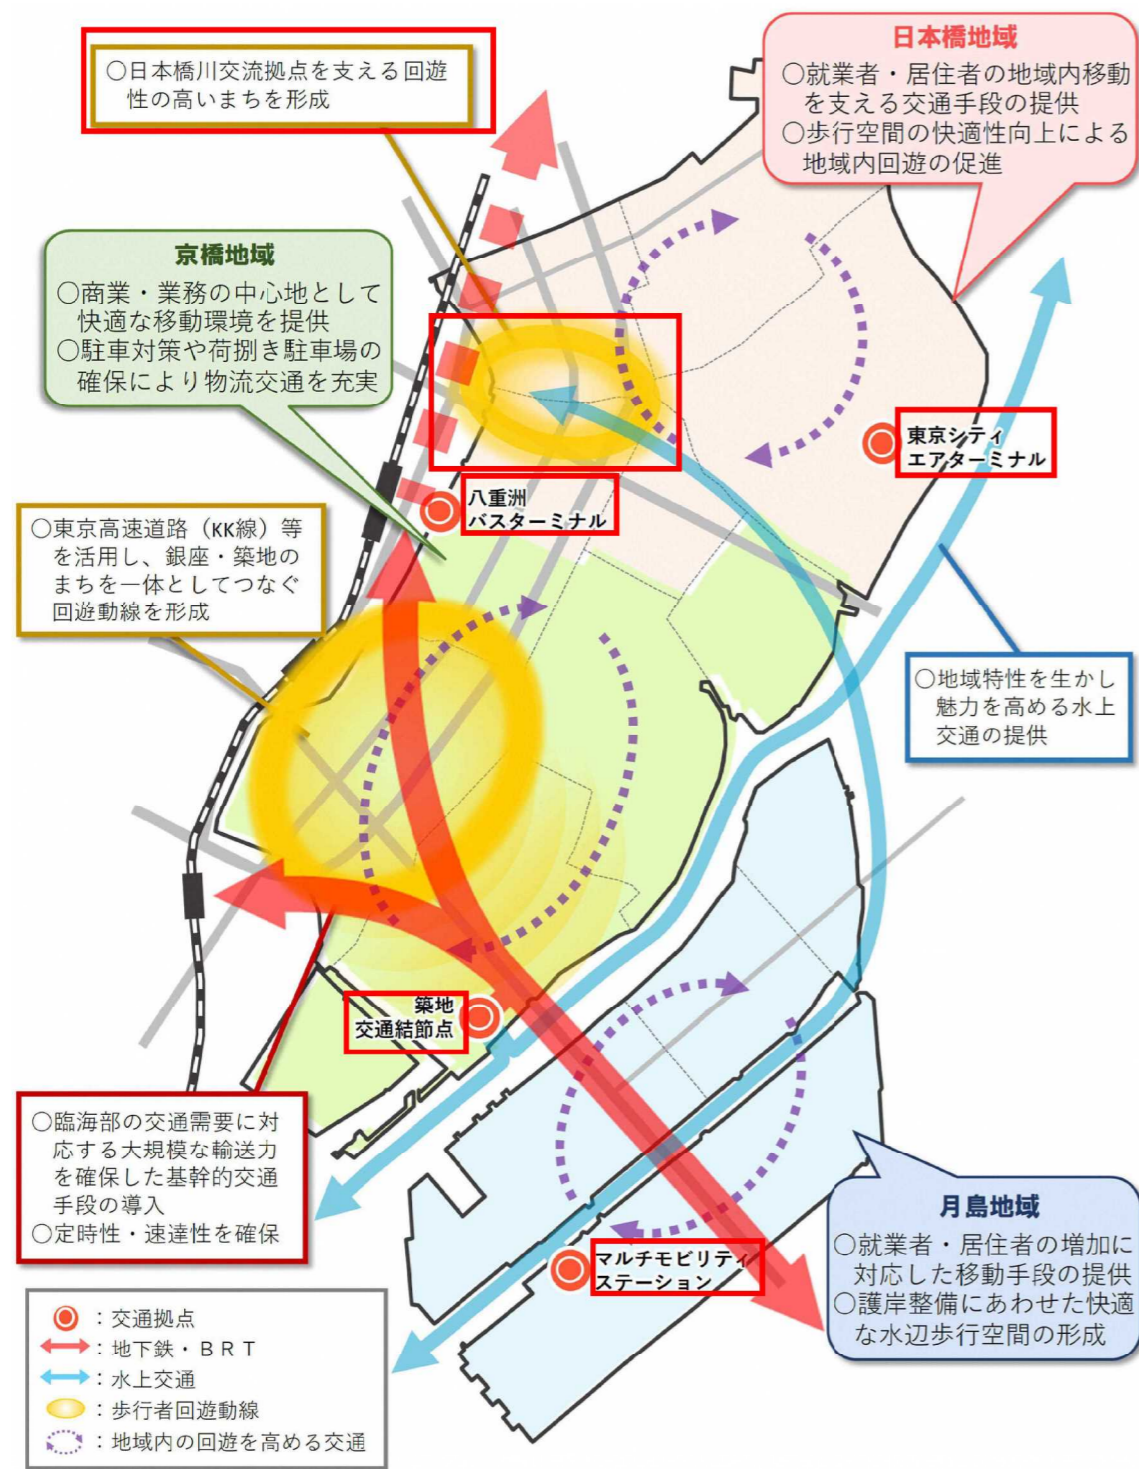 ○日本橋川交流拠点を支える回遊
性の高いまちを形成
日本橋地域
○就業者・居住者の地域内移動
を支える交通手段の提供
○歩行空間の快適性向上による
地域内回遊の促進
京橋地域
○商業・業務の中心地として
快適な移動環境を提供
○駐車対策や荷捌き駐車場の
確保により物流交通を充実
東京シティ
エアターミナル
八重洲
バスターミナル
○東京高速道路（KK線）等
を活用し、銀座・築地の
まちを一体としてつなぐ
回遊動線を形成
○地域特性を生かし
魅力を高める水上
交通の提供
築地
交通結節点
○臨海部の交通需要に対
応する大規模な輸送力
を確保した基幹的交通
手段の導入
○定時性・速達性を確保
月島地域
○就業者・居住者の増加に
対応した移動手段の提供
○護岸整備にあわせた快適
な水辺歩行空間の形成
マルチモビリティ
ステーション
：交通拠点
：地下鉄・ＢＲＴ
：水上交通
：歩行者回遊動線
：地域内の回遊を高める交通